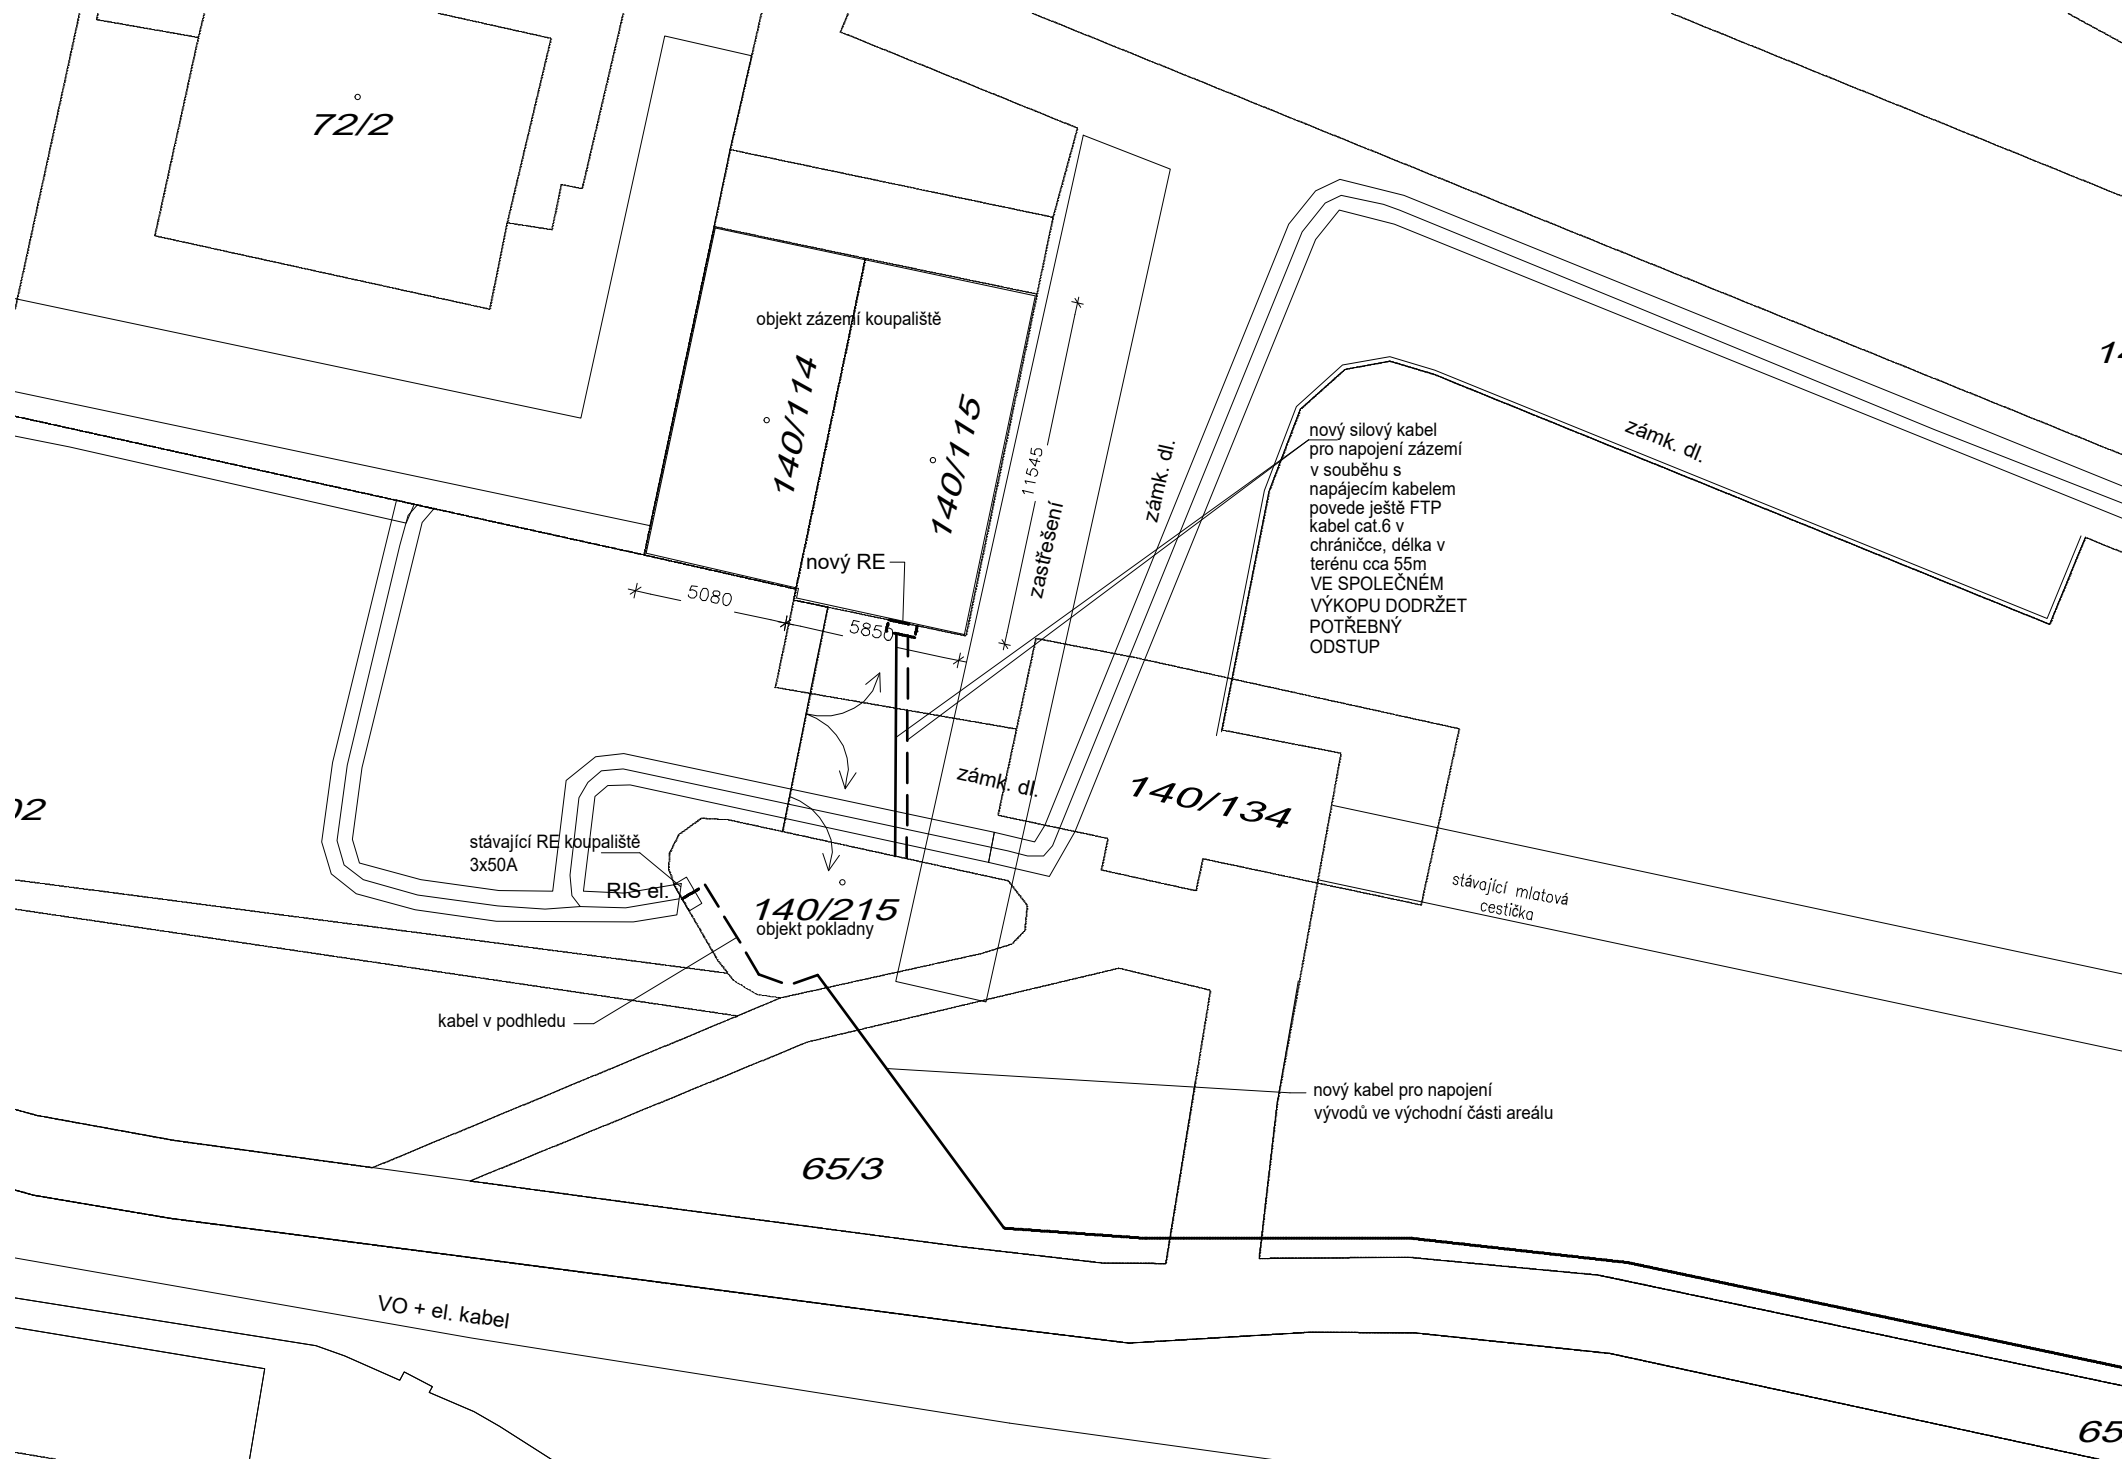 72/2
objekt zázemí koupaliště
140/114
140/115
11545
zastřešení
zámk. dl.
zámk. dl.
nový silový kabel
pro napojení zázemí
v souběhu s
napájecím kabelem
povede ještě FTP
kabel cat.6 v
chráničce, délka v
terénu cca 55m
VE SPOLEČNÉM
VÝKOPU DODRŽET
POTŘEBNÝ
ODSTUP
nový RE
5080
5850
zámk. dl.
140/134
02
stávající RE koupaliště
3x50A
RIS el.
140/215
objekt pokladny
stávající mlatová
cestička
kabel v podhledu
nový kabel pro napojení
vývodů ve východní části areálu
65/3
VO + el. kabel
65